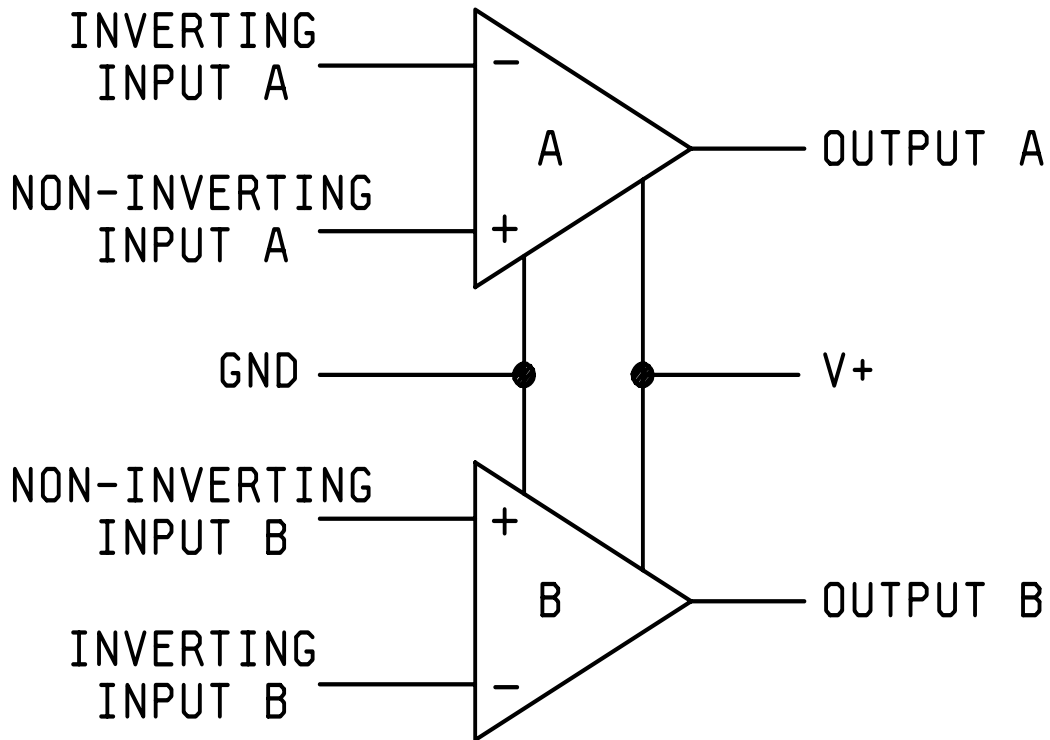 INVERTING
INPUT A
−
A
OUTPUT A
NON-INVERTING
INPUT A
+
GND
V+
NON-INVERTING
INPUT B
+
B
OUTPUT B
INVERTING
INPUT B
−